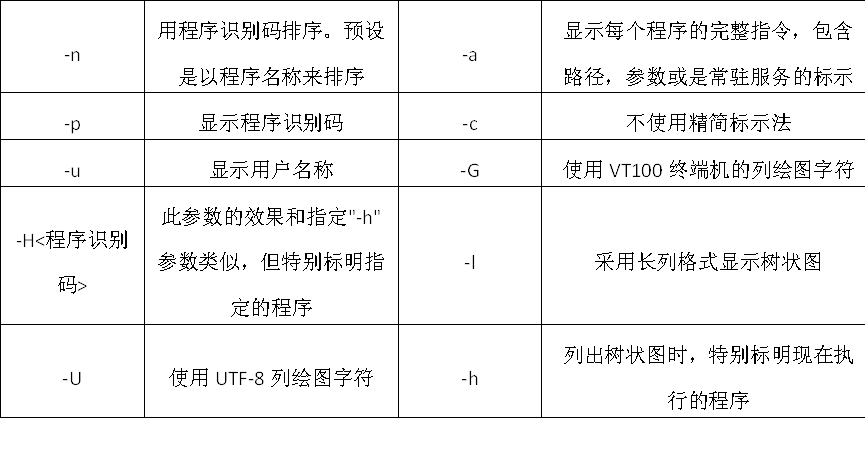 -n
用程序识别码排序。预设
是以程序名称来排序
-a
显示每个程序的完整指令，包含
路径，参数或是常驻服务的标示
-p
显示程序识别码
-c
不使用精简标示法
-u
显示用户名称
-G
使用 VT100 终端机的列绘图字符
-H<程序识别
码>
此参数的效果和指定"-h"
参数类似，但特别标明指
定的程序
-l
采用长列格式显示树状图
-U
使用 UTF-8 列绘图字符
-h
列出树状图时，特别标明现在执
行的程序